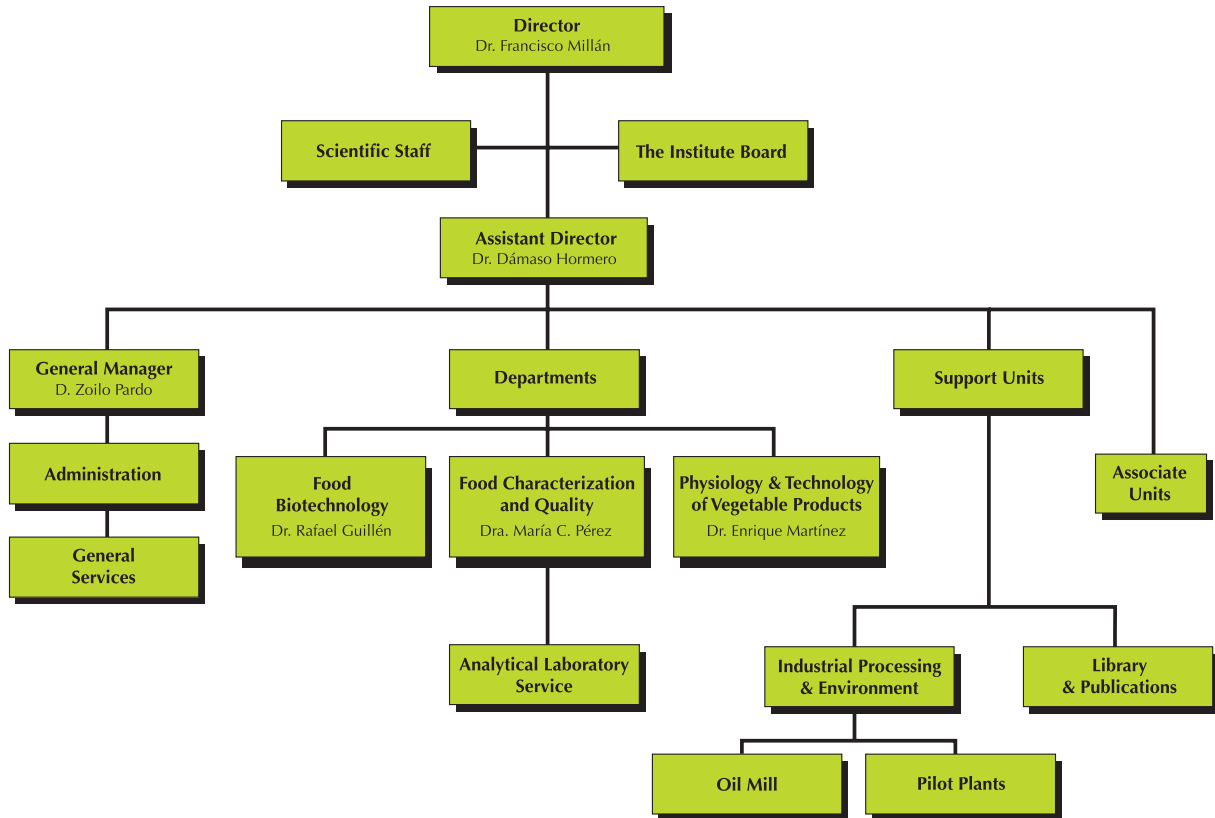 Director
Dr. Francisco Millán
Scientific Staff
The Institute Board
Assistant Director
Dr. Dámaso Hormero
General Manager
D. Zoilo Pardo
Departments
Support Units
Administration
Food
Biotechnology
Dr. Rafael Guillén
Food Characterization
and Quality
Dra. María C. Pérez
Physiology & Technology
of Vegetable Products
Dr. Enrique Martínez
Associate
Units
General
Services
Analytical Laboratory
Service
Industrial Processing
& Environment
Library
& Publications
Oil Mill
Pilot Plants